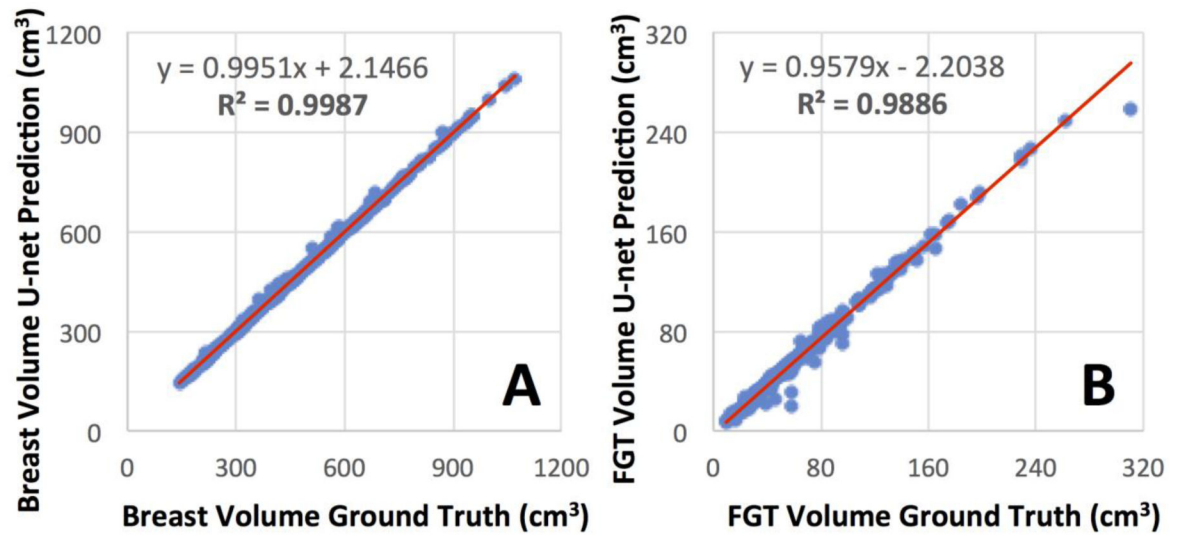 Breast Volume U-net Prediction (cm³)
1200
900
600
300
0
y = 0.9951x + 2.1466
R² = 0.9987
A
0 300 600 900 1200
Breast Volume Ground Truth (cm³)
FGT Volume U-net Prediction (cm³)
320
240
160
80
0
y = 0.9579x - 2.2038
R² = 0.9886
B
0 80 160 240 320
FGT Volume Ground Truth (cm³)